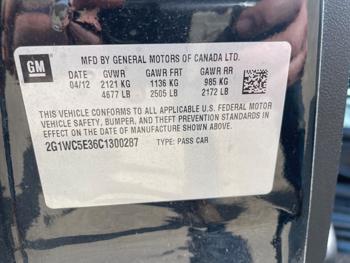 GM
MFD BY GENERAL MOTORS OF CANADA LTD.
DATE GVWR GAWR FRT GAWR RR
04/12 2121 KG 1136 KG 985 KG
4677 LB 2505 LB 2172 LB
THIS VEHICLE CONFORMS TO ALL APPLICABLE U.S. FEDERAL MOTOR
VEHICLE SAFETY, BUMPER, AND THEFT PREVENTION STANDARDS IN
EFFECT ON THE DATE OF MANUFACTURE SHOWN ABOVE.
2G1WC5E36C1300287 TYPE: PASS CAR